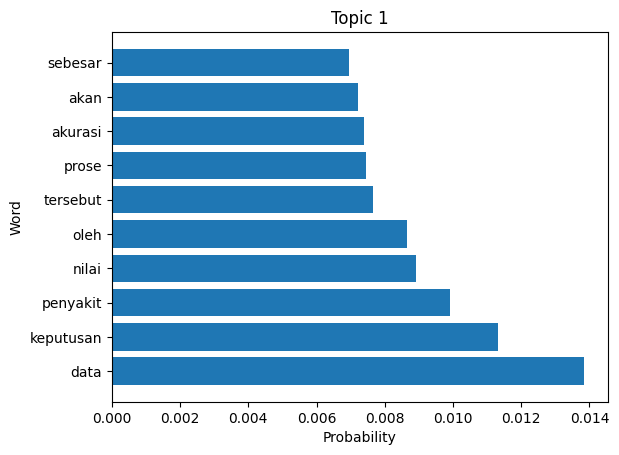 Topic 1
sebesar
akan
akurasi
prose
tersebut
oleh
nilai
penyakit
keputusan
data
Word
0.000 0.002 0.004 0.006 0.008 0.010 0.012 0.014
Probability